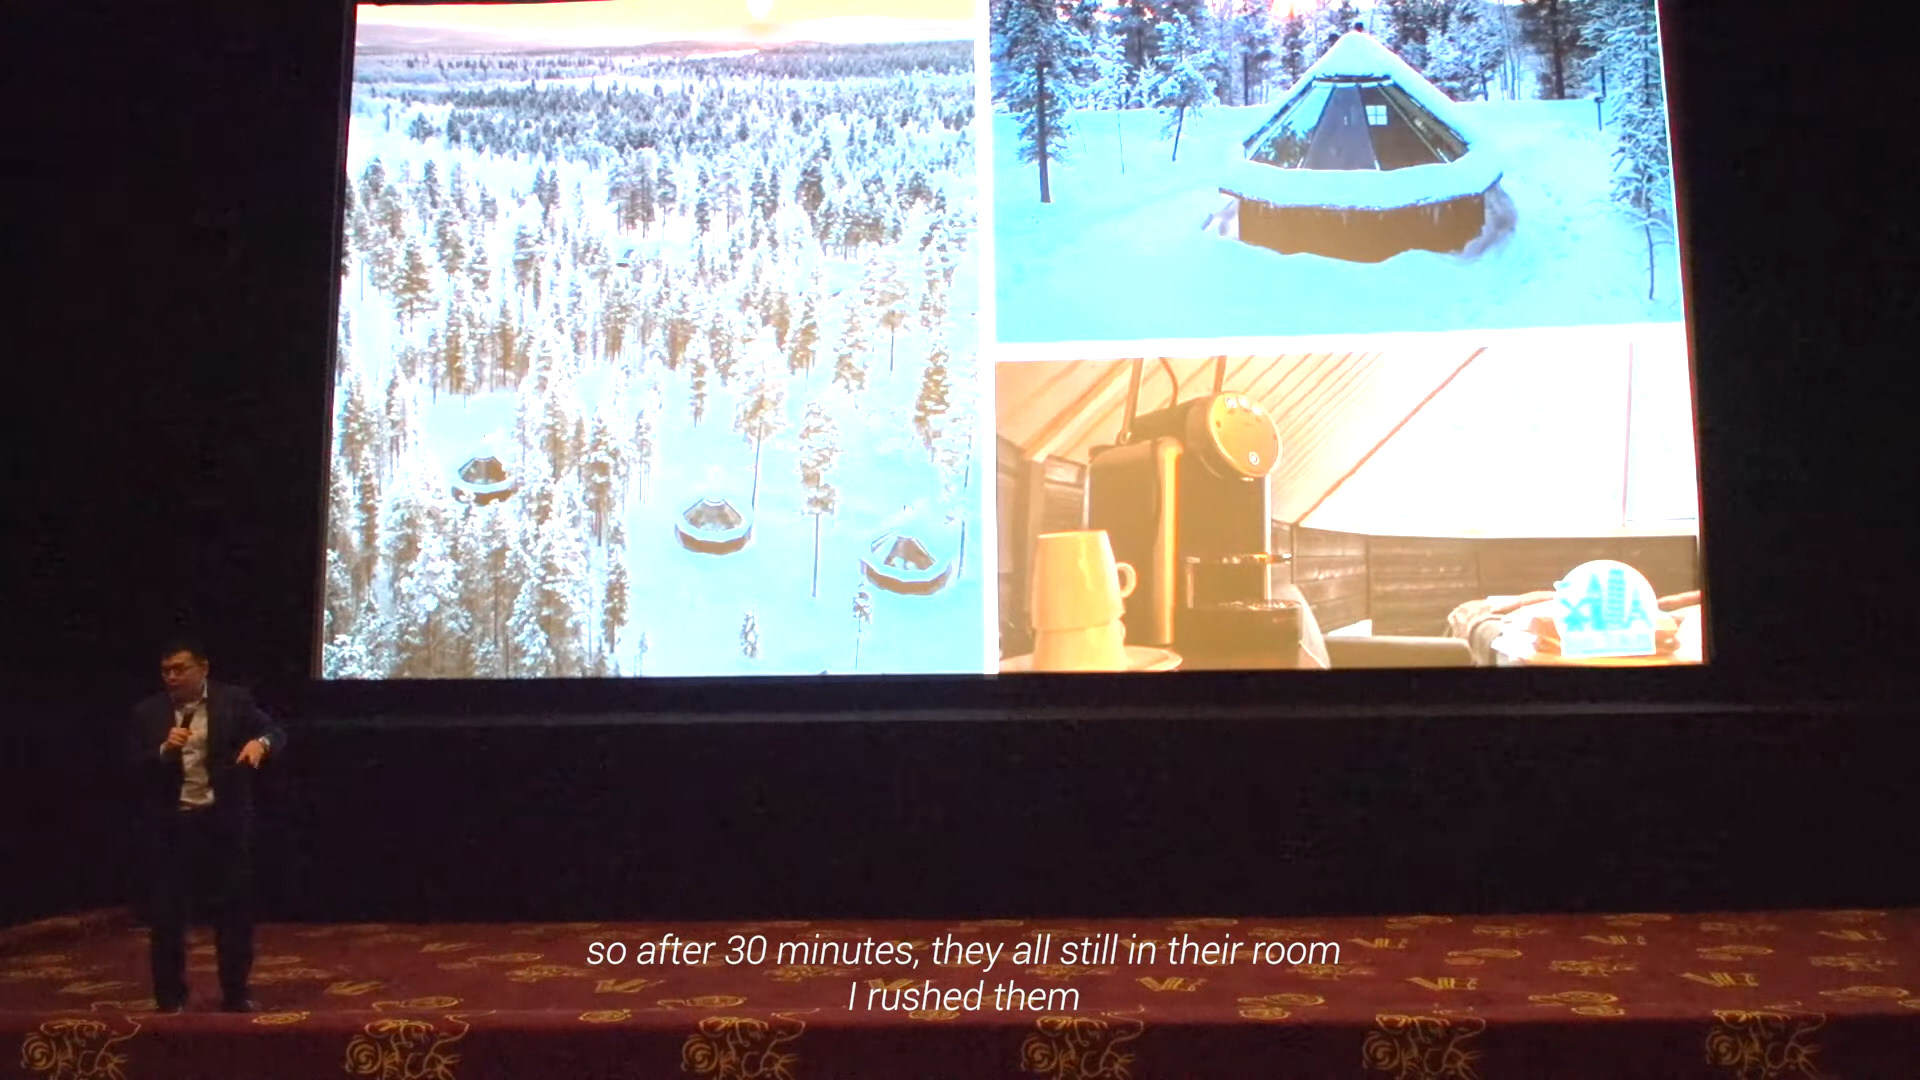 so after 30 minutes, they all still in their room
I rushed them